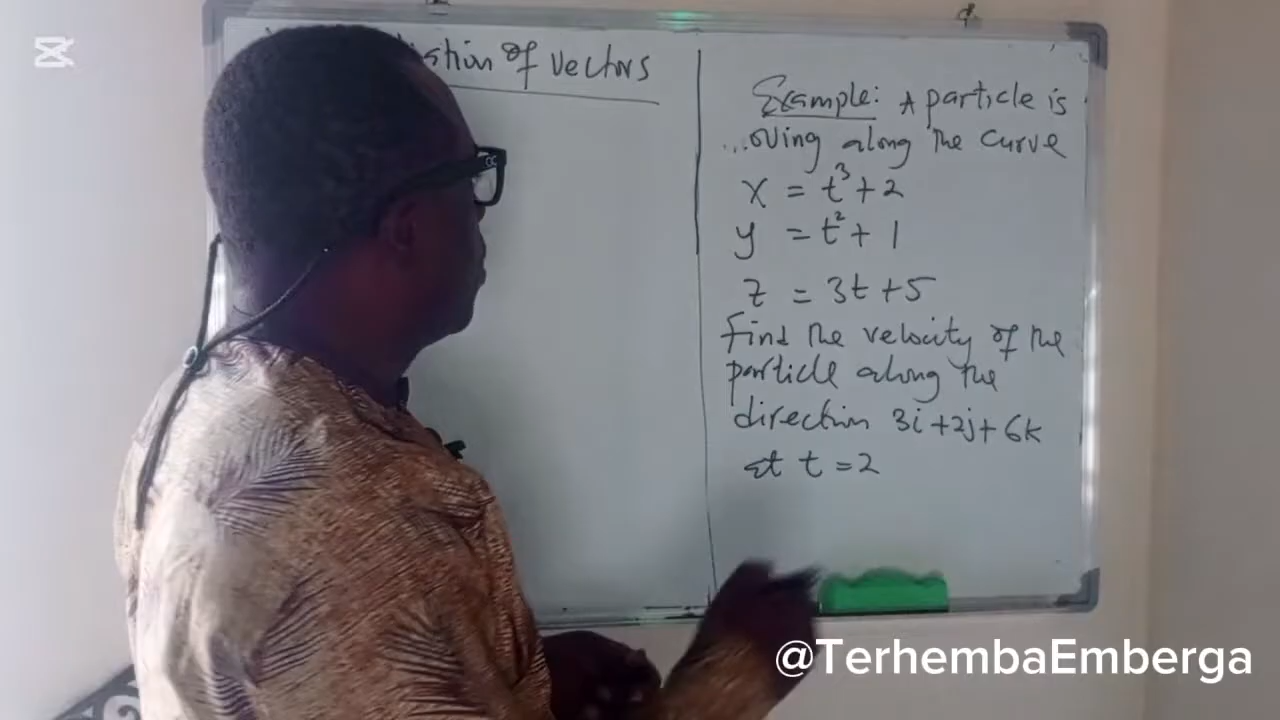 of vectors
Example: A particle is
...oving along the curve
x = t³ + 2
y = t² + 1
z = 3t + 5
Find the velocity of the
particle along the
direction 3i + 2j + 6k
at t = 2
@TerhembaEmberga